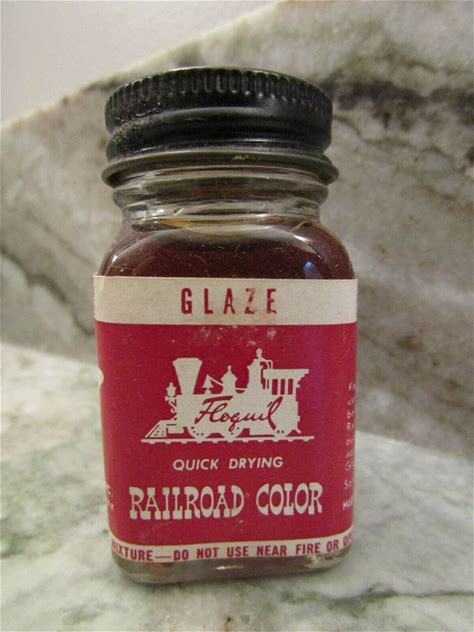 GLAZE
Floquil
QUICK DRYING
RAILROAD COLOR
MIXTURE—DO NOT USE NEAR FIRE OR